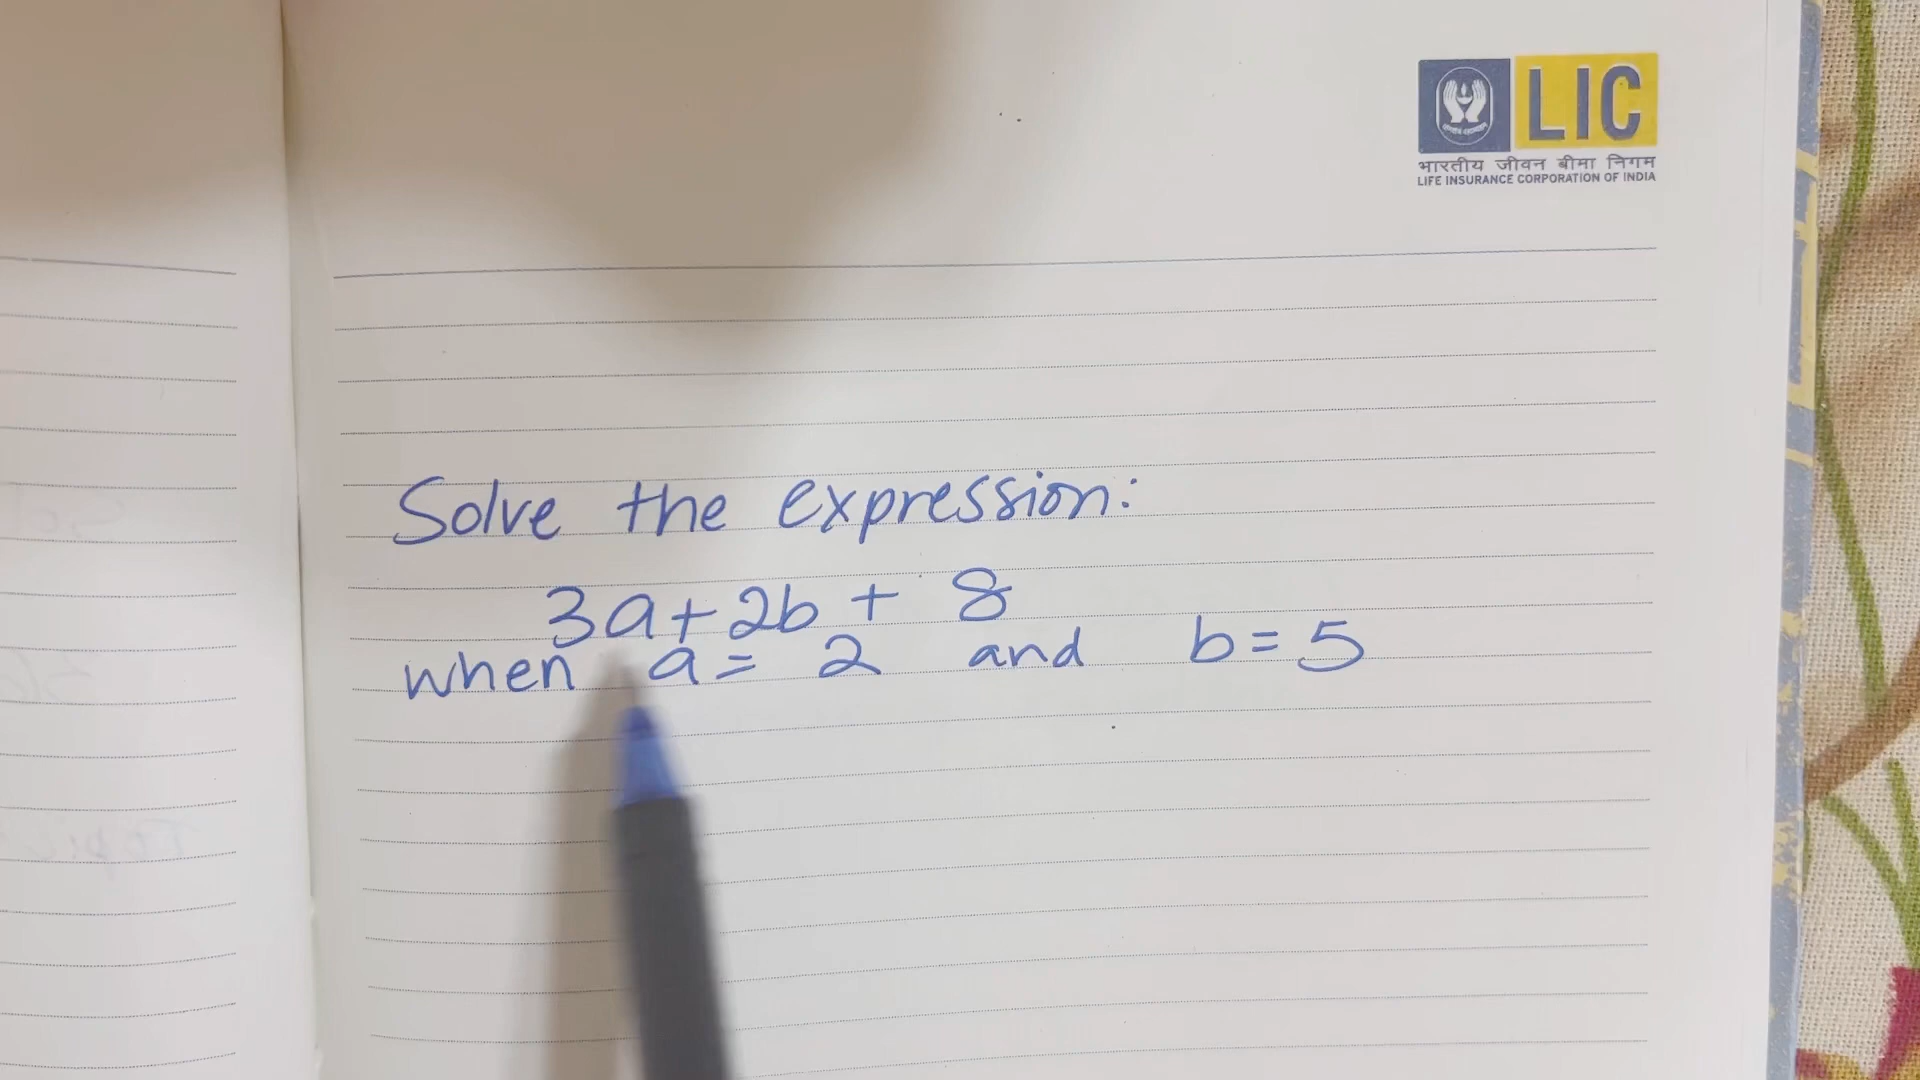 LIC
भारतीय जीवन बीमा निगम
LIFE INSURANCE CORPORATION OF INDIA
Solve the expression:
3a+2b + 8
when a = 2 and b = 5